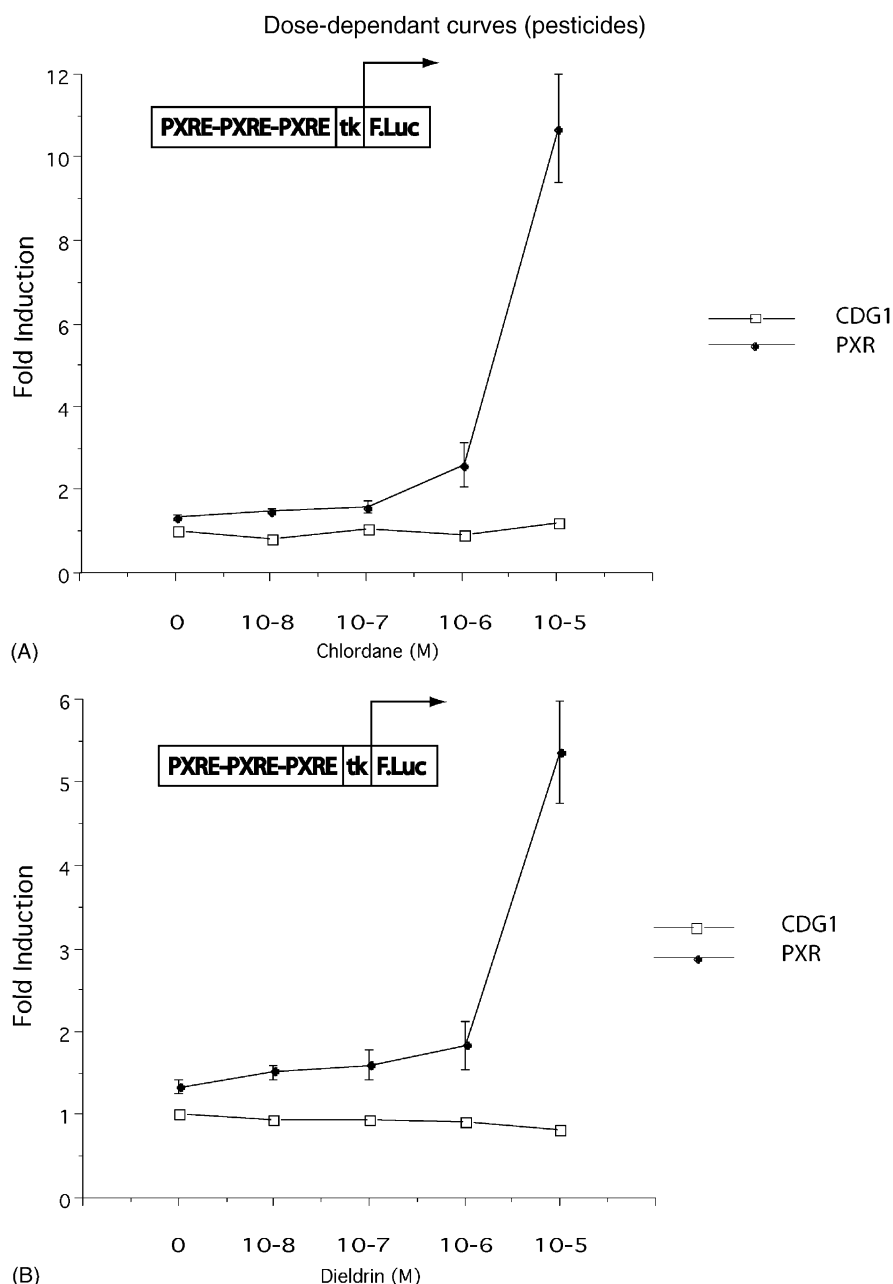 Dose-dependant curves (pesticides)
12
10
8
6
4
2
0
Fold Induction
PXRE-PXRE-PXRE tk F.Luc
CDG1
PXR
0 10-8 10-7 10-6 10-5
(A)
Chlordane (M)
6
5
4
3
2
1
0
Fold Induction
PXRE-PXRE-PXRE tk F.Luc
CDG1
PXR
0 10-8 10-7 10-6 10-5
(B)
Dieldrin (M)